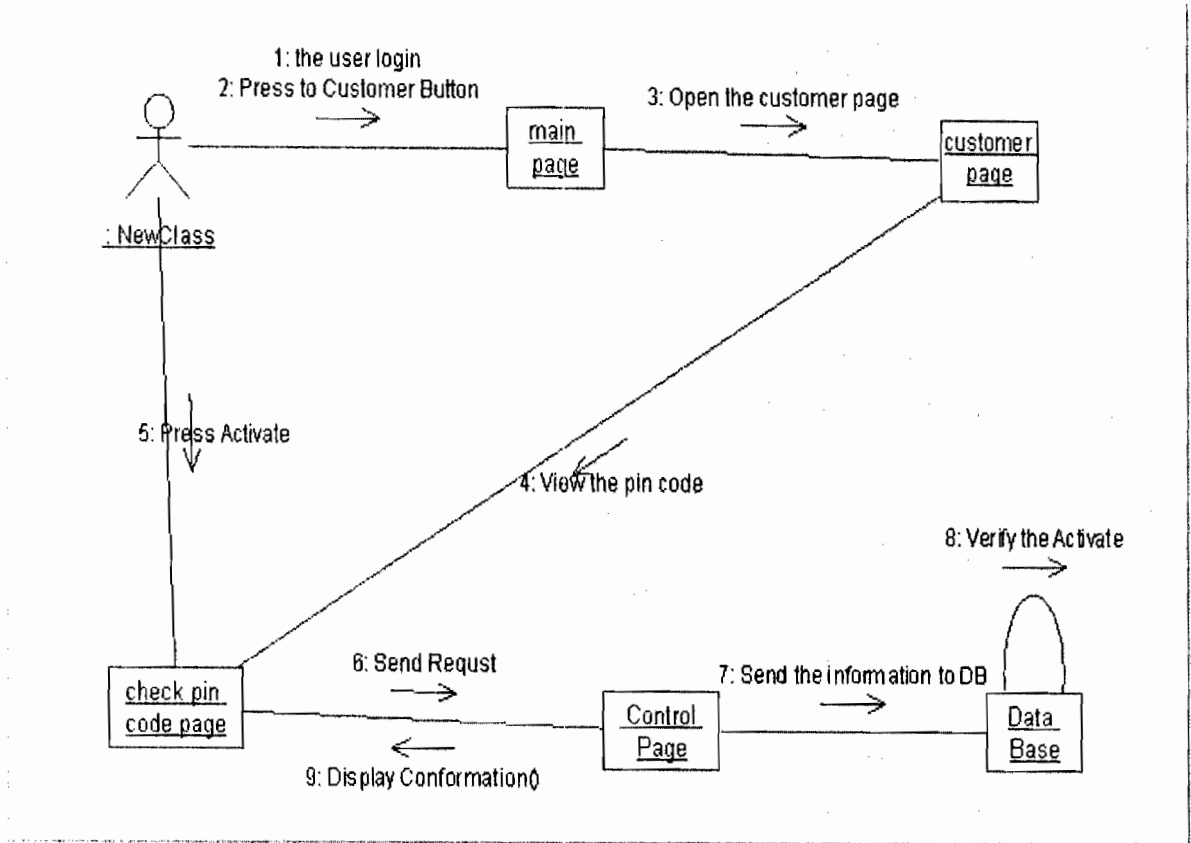 1: the user login
2: Press to Customer Button
3: Open the customer page
main
page
customer
page
: NewClass
5: Press Activate
4: View the pin code
8: Verify the Activate
6: Send Requst
7: Send the information to DB
check pin
code page
Control
Page
Data
Base
9: Display Conformation()